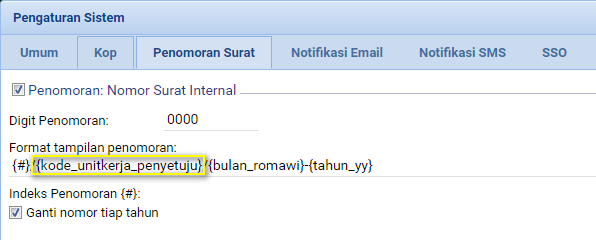 Pengaturan Sistem
Umum Kop Penomoran Surat Notifikasi Email Notifikasi SMS SSO
Penomoran: Nomor Surat Internal
Digit Penomoran: 0000
Format tampilan penomoran:
{#}/{kode_unitkerja_penyetuju}/{bulan_romawi}-{tahun_yy}
Indeks Penomoran {#}:
Ganti nomor tiap tahun